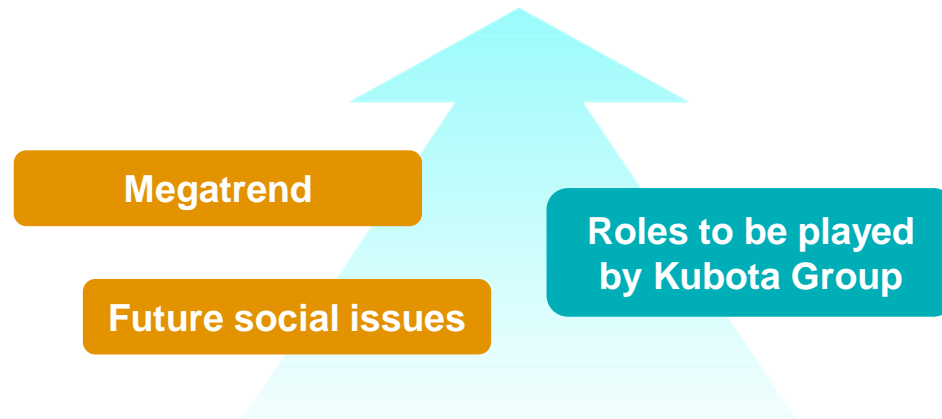 Megatrend
Future social issues
Roles to be played
by Kubota Group